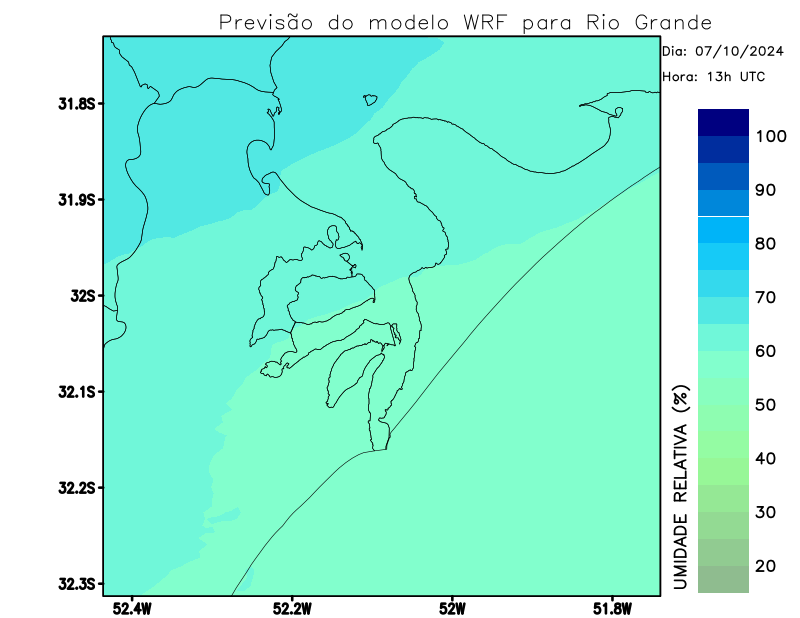 Previsão do modelo WRF para Rio Grande
Dia: 07/10/2024
Hora: 13h UTC
31.8S
31.9S
32S
32.1S
32.2S
32.3S
52.4W
52.2W
52W
51.8W
100
90
80
70
60
50
40
30
20
UMIDADE RELATIVA (%)